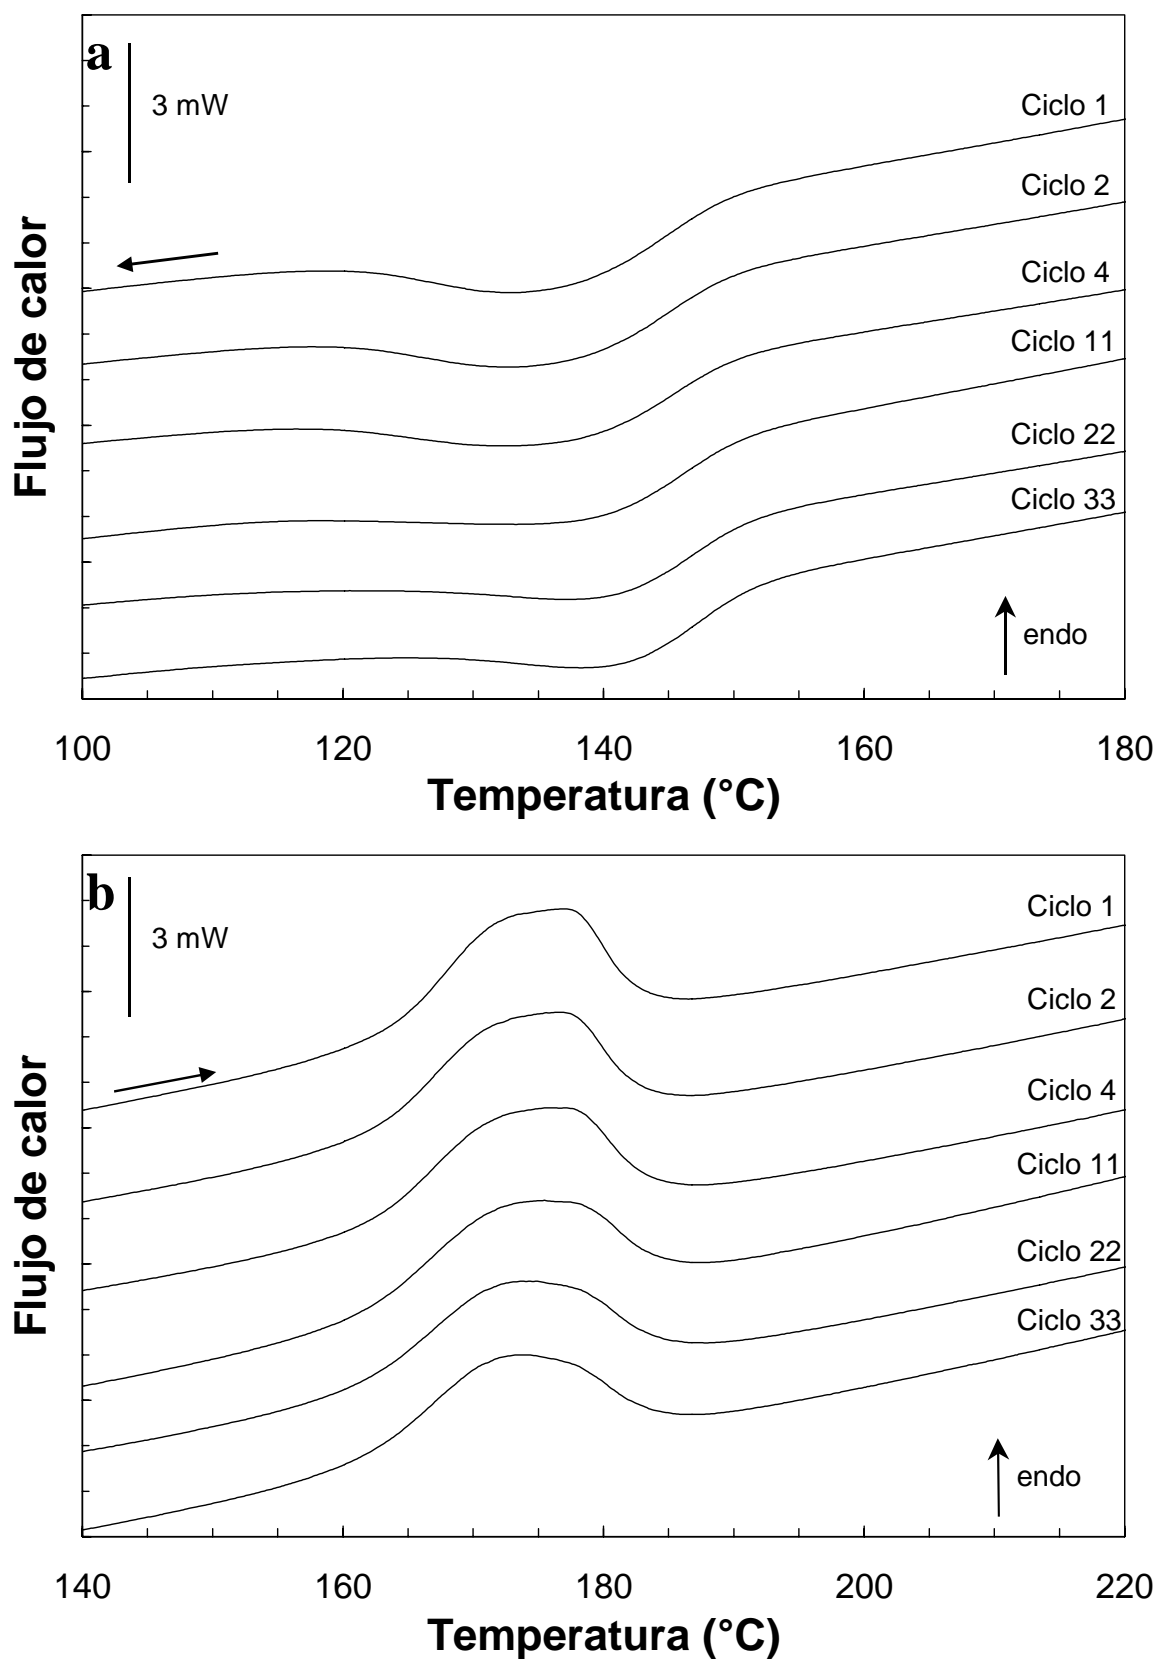 a
3 mW
Ciclo 1
Ciclo 2
Ciclo 4
Ciclo 11
Ciclo 22
Ciclo 33
endo
Flujo de calor
100 120 140 160 180
Temperatura (°C)
b
3 mW
Ciclo 1
Ciclo 2
Ciclo 4
Ciclo 11
Ciclo 22
Ciclo 33
endo
Flujo de calor
140 160 180 200 220
Temperatura (°C)